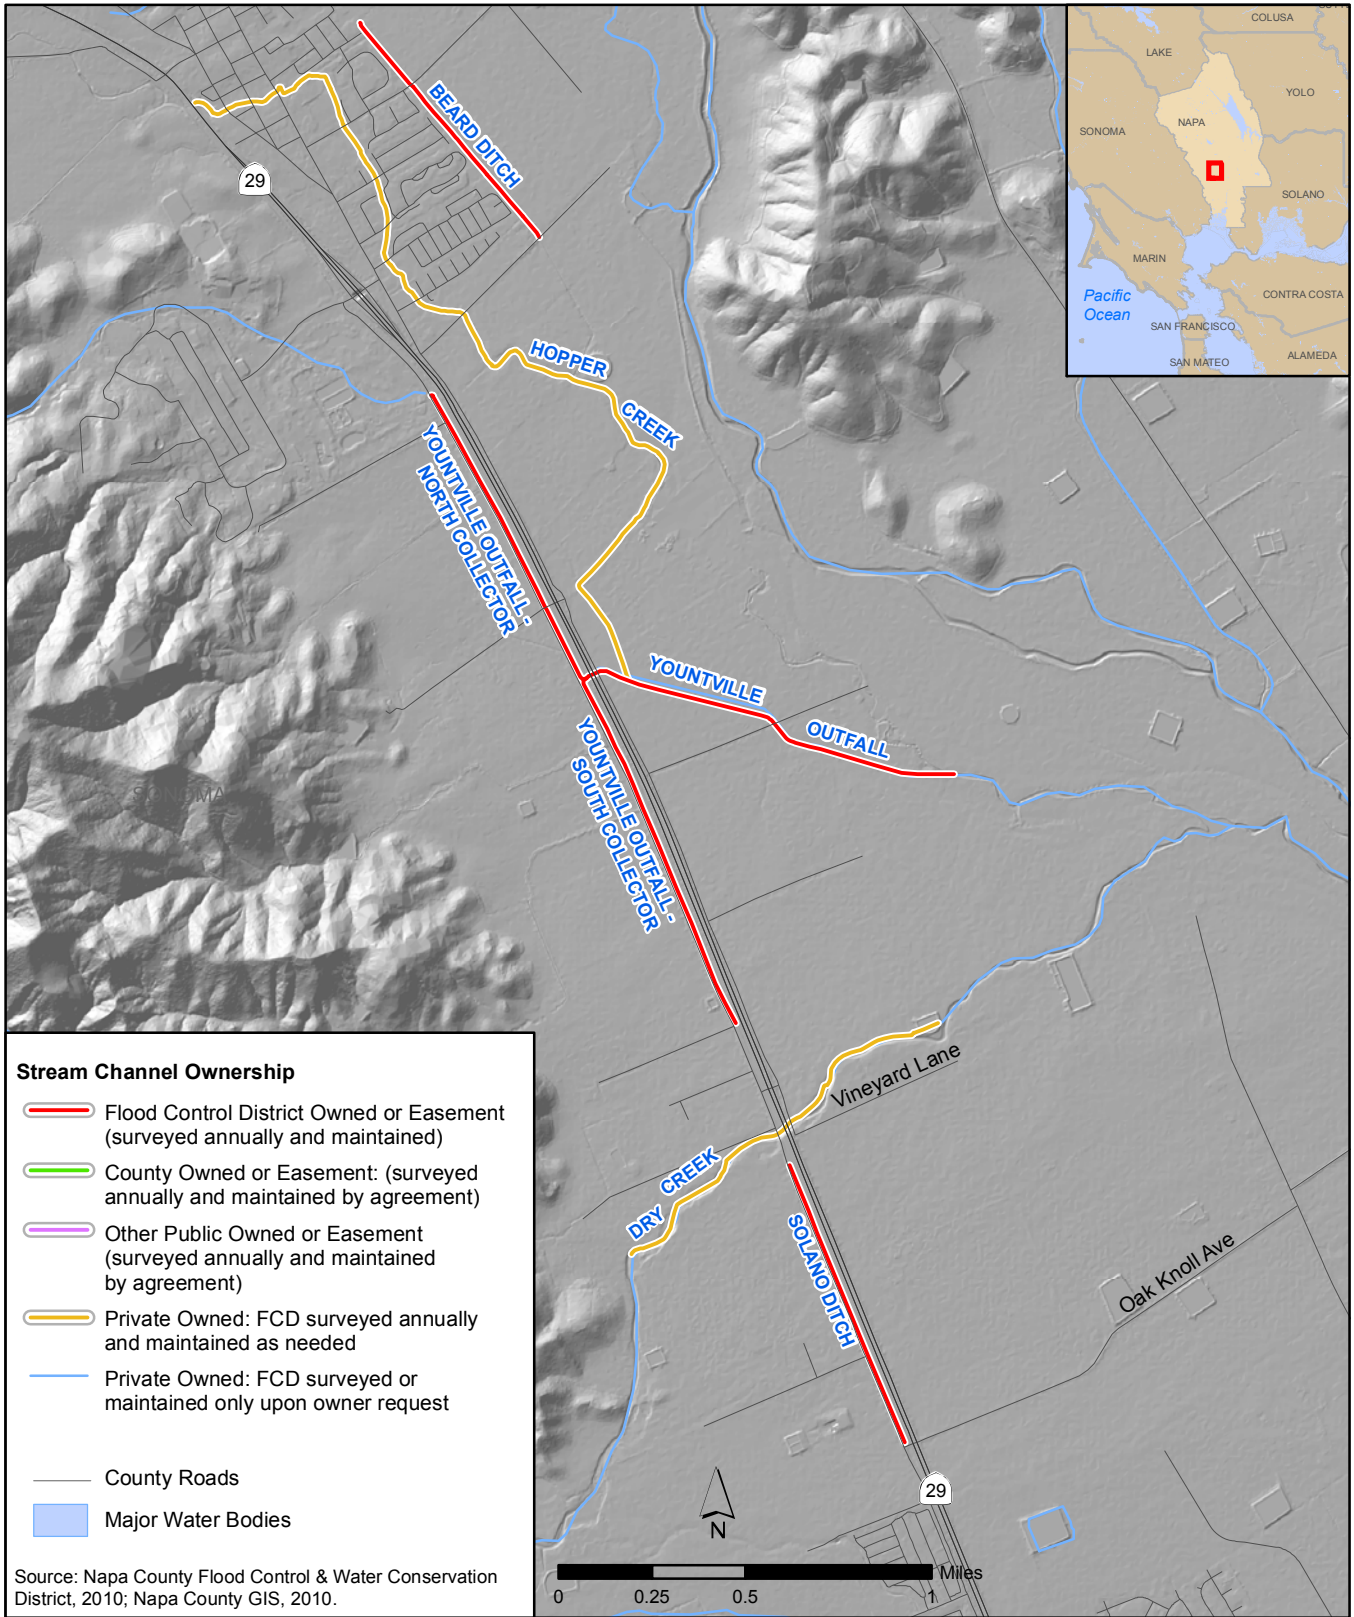 COLUSA
LAKE
YOLO
NAPA
SONOMA
SOLANO
MARIN
CONTRA COSTA
Pacific
Ocean
SAN FRANCISCO
ALAMEDA
SAN MATEO
BEARD DITCH
29
HOPPER
CREEK
YOUNTVILLE OUTFALL -
NORTH COLLECTOR
YOUNTVILLE
OUTFALL
YOUNTVILLE OUTFALL -
SOUTH COLLECTOR
SONOMA
Vineyard Lane
DRY
CREEK
SOLANO DITCH
Oak Knoll Ave
29
Stream Channel Ownership
Flood Control District Owned or Easement
(surveyed annually and maintained)
County Owned or Easement: (surveyed
annually and maintained by agreement)
Other Public Owned or Easement
(surveyed annually and maintained
by agreement)
Private Owned: FCD surveyed annually
and maintained as needed
Private Owned: FCD surveyed or
maintained only upon owner request
County Roads
Major Water Bodies
Source: Napa County Flood Control & Water Conservation
District, 2010; Napa County GIS, 2010.
N
Miles
0 0.25 0.5 1